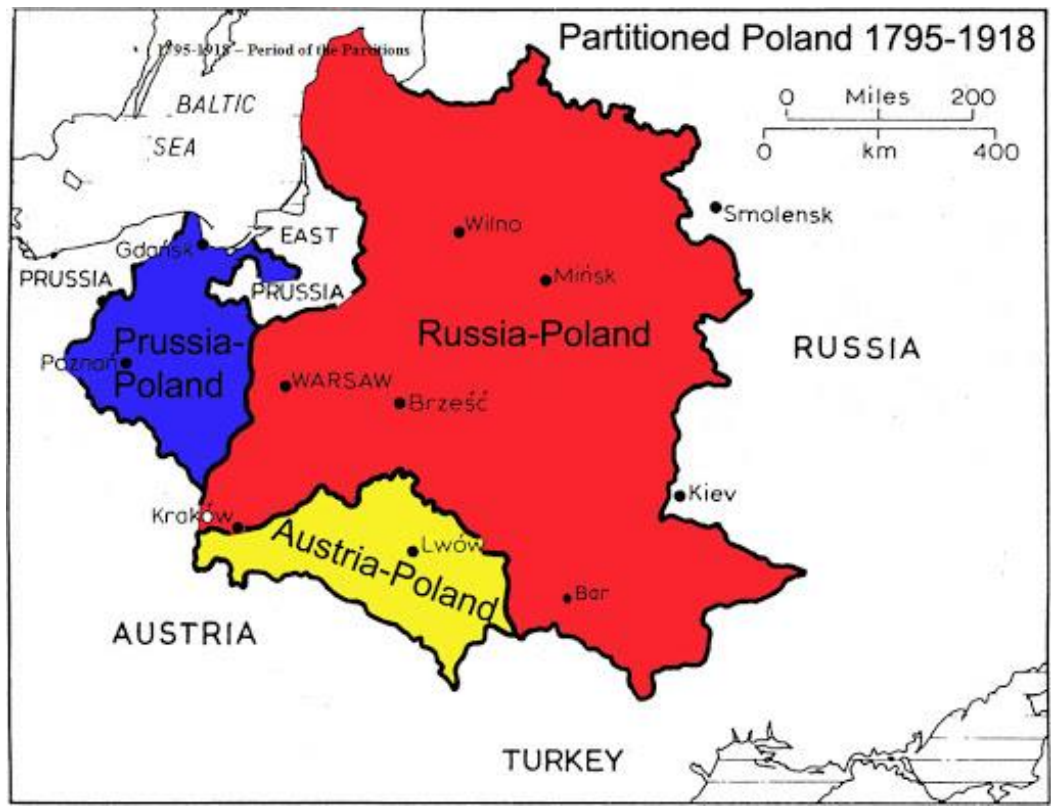 Partitioned Poland 1795-1918
1795-1918 – Period of the Partitions
0 Miles 200
0 km 400
BALTIC
SEA
Smolensk
Wilno
EAST
Gdańsk
PRUSSIA
PRUSSIA
Mińsk
Russia-Poland
RUSSIA
Prussia-
Poland
Poznań
WARSAW
Brześć
Kiev
Kraków
Austria-Poland
Lwów
Bar
AUSTRIA
TURKEY